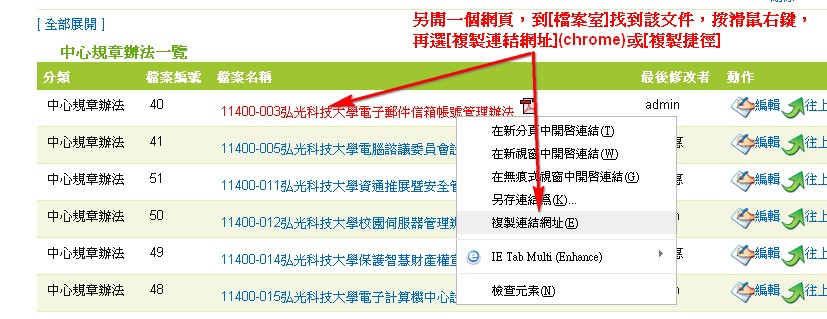 另開一個網頁，到[檔案室]找到該文件，按滑鼠右鍵，
再選[複製連結網址](chrome)或[複製捷徑]
[ 全部展開 ]
中心規章辦法一覽
分類 檔案編號 檔案名稱 最後修改者 動作
中心規章辦法 40 11400-003弘光科技大學電子郵件信箱帳號管理辦法 admin 編輯 往上
中心規章辦法 41 11400-005弘光科技大學電腦諮議委員會 惠 編輯 往上
中心規章辦法 51 11400-011弘光科技大學資通推展暨安全管 編輯 往上
中心規章辦法 50 11400-012弘光科技大學校園伺服器管理辦 編輯 往上
中心規章辦法 49 11400-014弘光科技大學保護智慧財產權宣 惠 編輯 往上
中心規章辦法 48 11400-015弘光科技大學電子計算機中心 編輯 往上
在新分頁中開啟連結(T)
在新視窗中開啟連結(W)
在無痕式視窗中開啟連結(G)
另存連結為(K)...
複製連結網址(E)
IE Tab Multi (Enhance)
檢查元素(N)